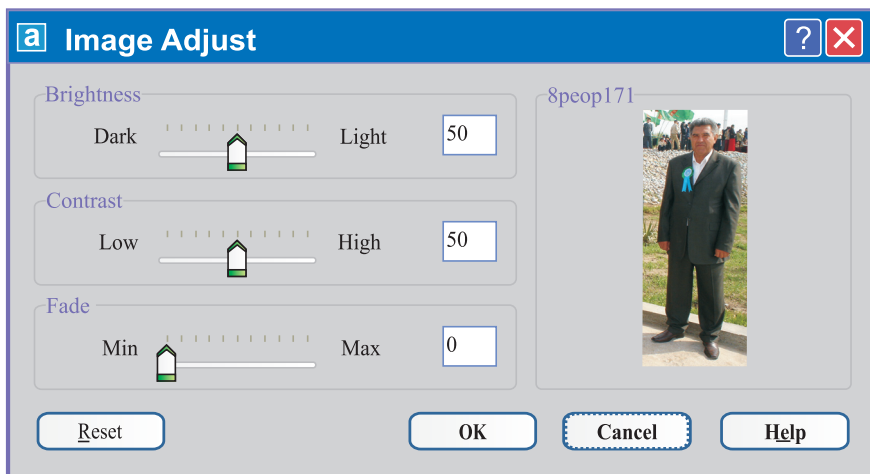 a Image Adjust ? X
Brightness
Dark Light 50
Contrast
Low High 50
Fade
Min Max 0
8peop171
Reset OK Cancel Help